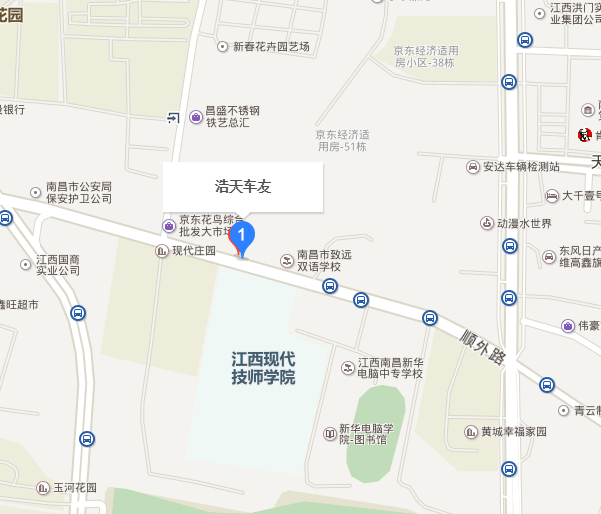 花园
江西洪门实
业集团公司
新春花卉园艺场
京东经济适用
房小区-38栋
银行
昌盛不锈钢
铁艺总汇
京东经济适
用房-51栋
安达车辆检测站
南昌市公安局
保安护卫公司
浩天车友
大千壹号
京东花鸟综合
批发大市场
动漫水世界
1
现代庄园
南昌市致远
双语学校
东风日产
维高鑫旗
江西国商
实业公司
鑫旺超市
伟豪
顺外路
江西现代
技师学院
江西南昌新华
电脑中专学校
青云制
新华电脑学
院-图书馆
黄城幸福家园
玉河花园